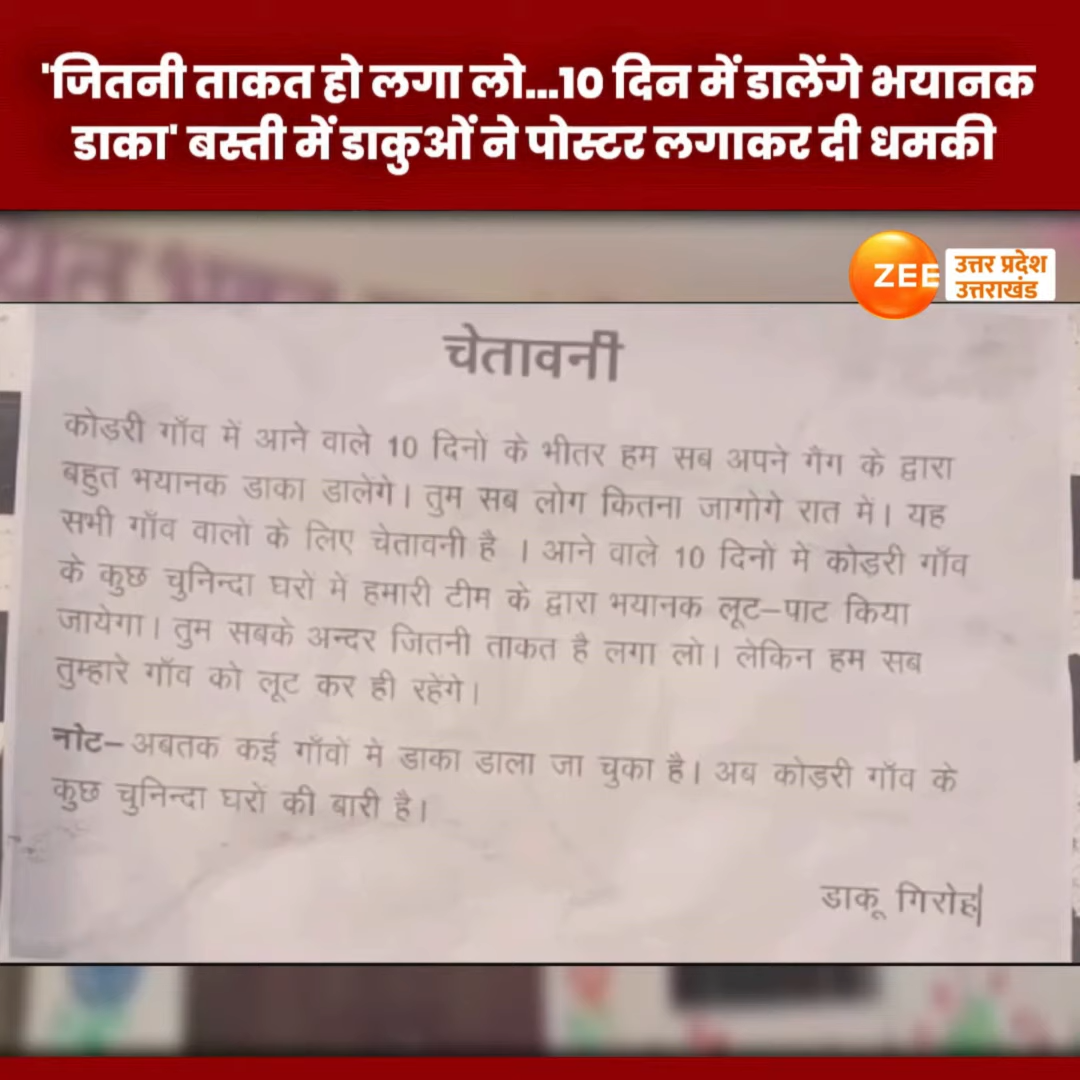 'जितनी ताकत हो लगा लो...10 दिन में डालेंगे भयानक
डाका' बस्ती में डाकुओं ने पोस्टर लगाकर दी धमकी
ZEE
उत्तर प्रदेश
उत्तराखंड
चेतावनी
कोडरी गाँव में आने वाले 10 दिनो के भीतर हम सब अपने गैंग के द्वारा
बहुत भयानक डाका डालेंगे। तुम सब लोग कितना जागोगे रात में। यह
सभी गाँव वालो के लिए चेतावनी है । आने वाले 10 दिनों में कोड़री गाँव
के कुछ चुनिन्दा घरों में हमारी टीम के द्वारा भयानक लूट–पाट किया
जायेगा। तुम सबके अन्दर जितनी ताकत है लगा लो। लेकिन हम सब
तुम्हारे गाँव को लूट कर ही रहेंगे।
नोट– अबतक कई गाँवों मे डाका डाला जा चुका है। अब कोडरी गाँव के
कुछ चुनिन्दा घरों की बारी है।
डाकू गिरोह